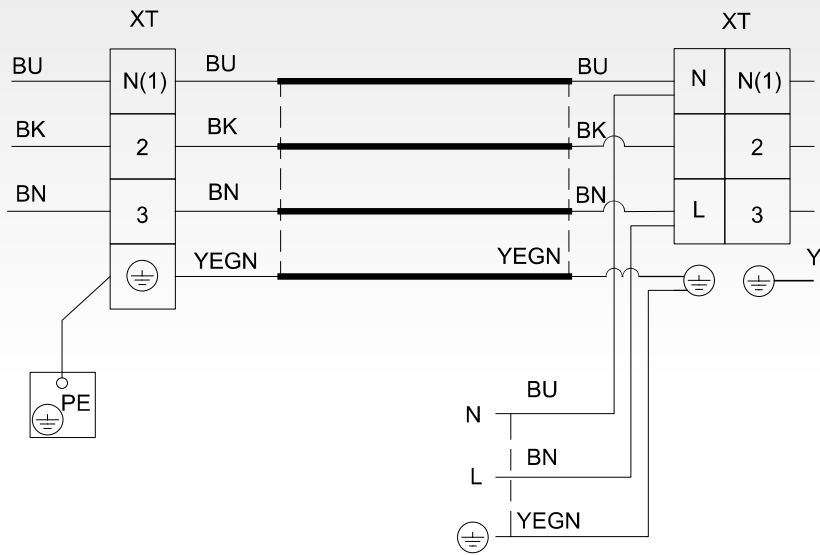 XT XT
BU N(1) BU BU N N(1)
BK 2 BK BK 2
BN 3 BN BN L 3
YEGN YEGN Y
PE
N BU
L BN
YEGN